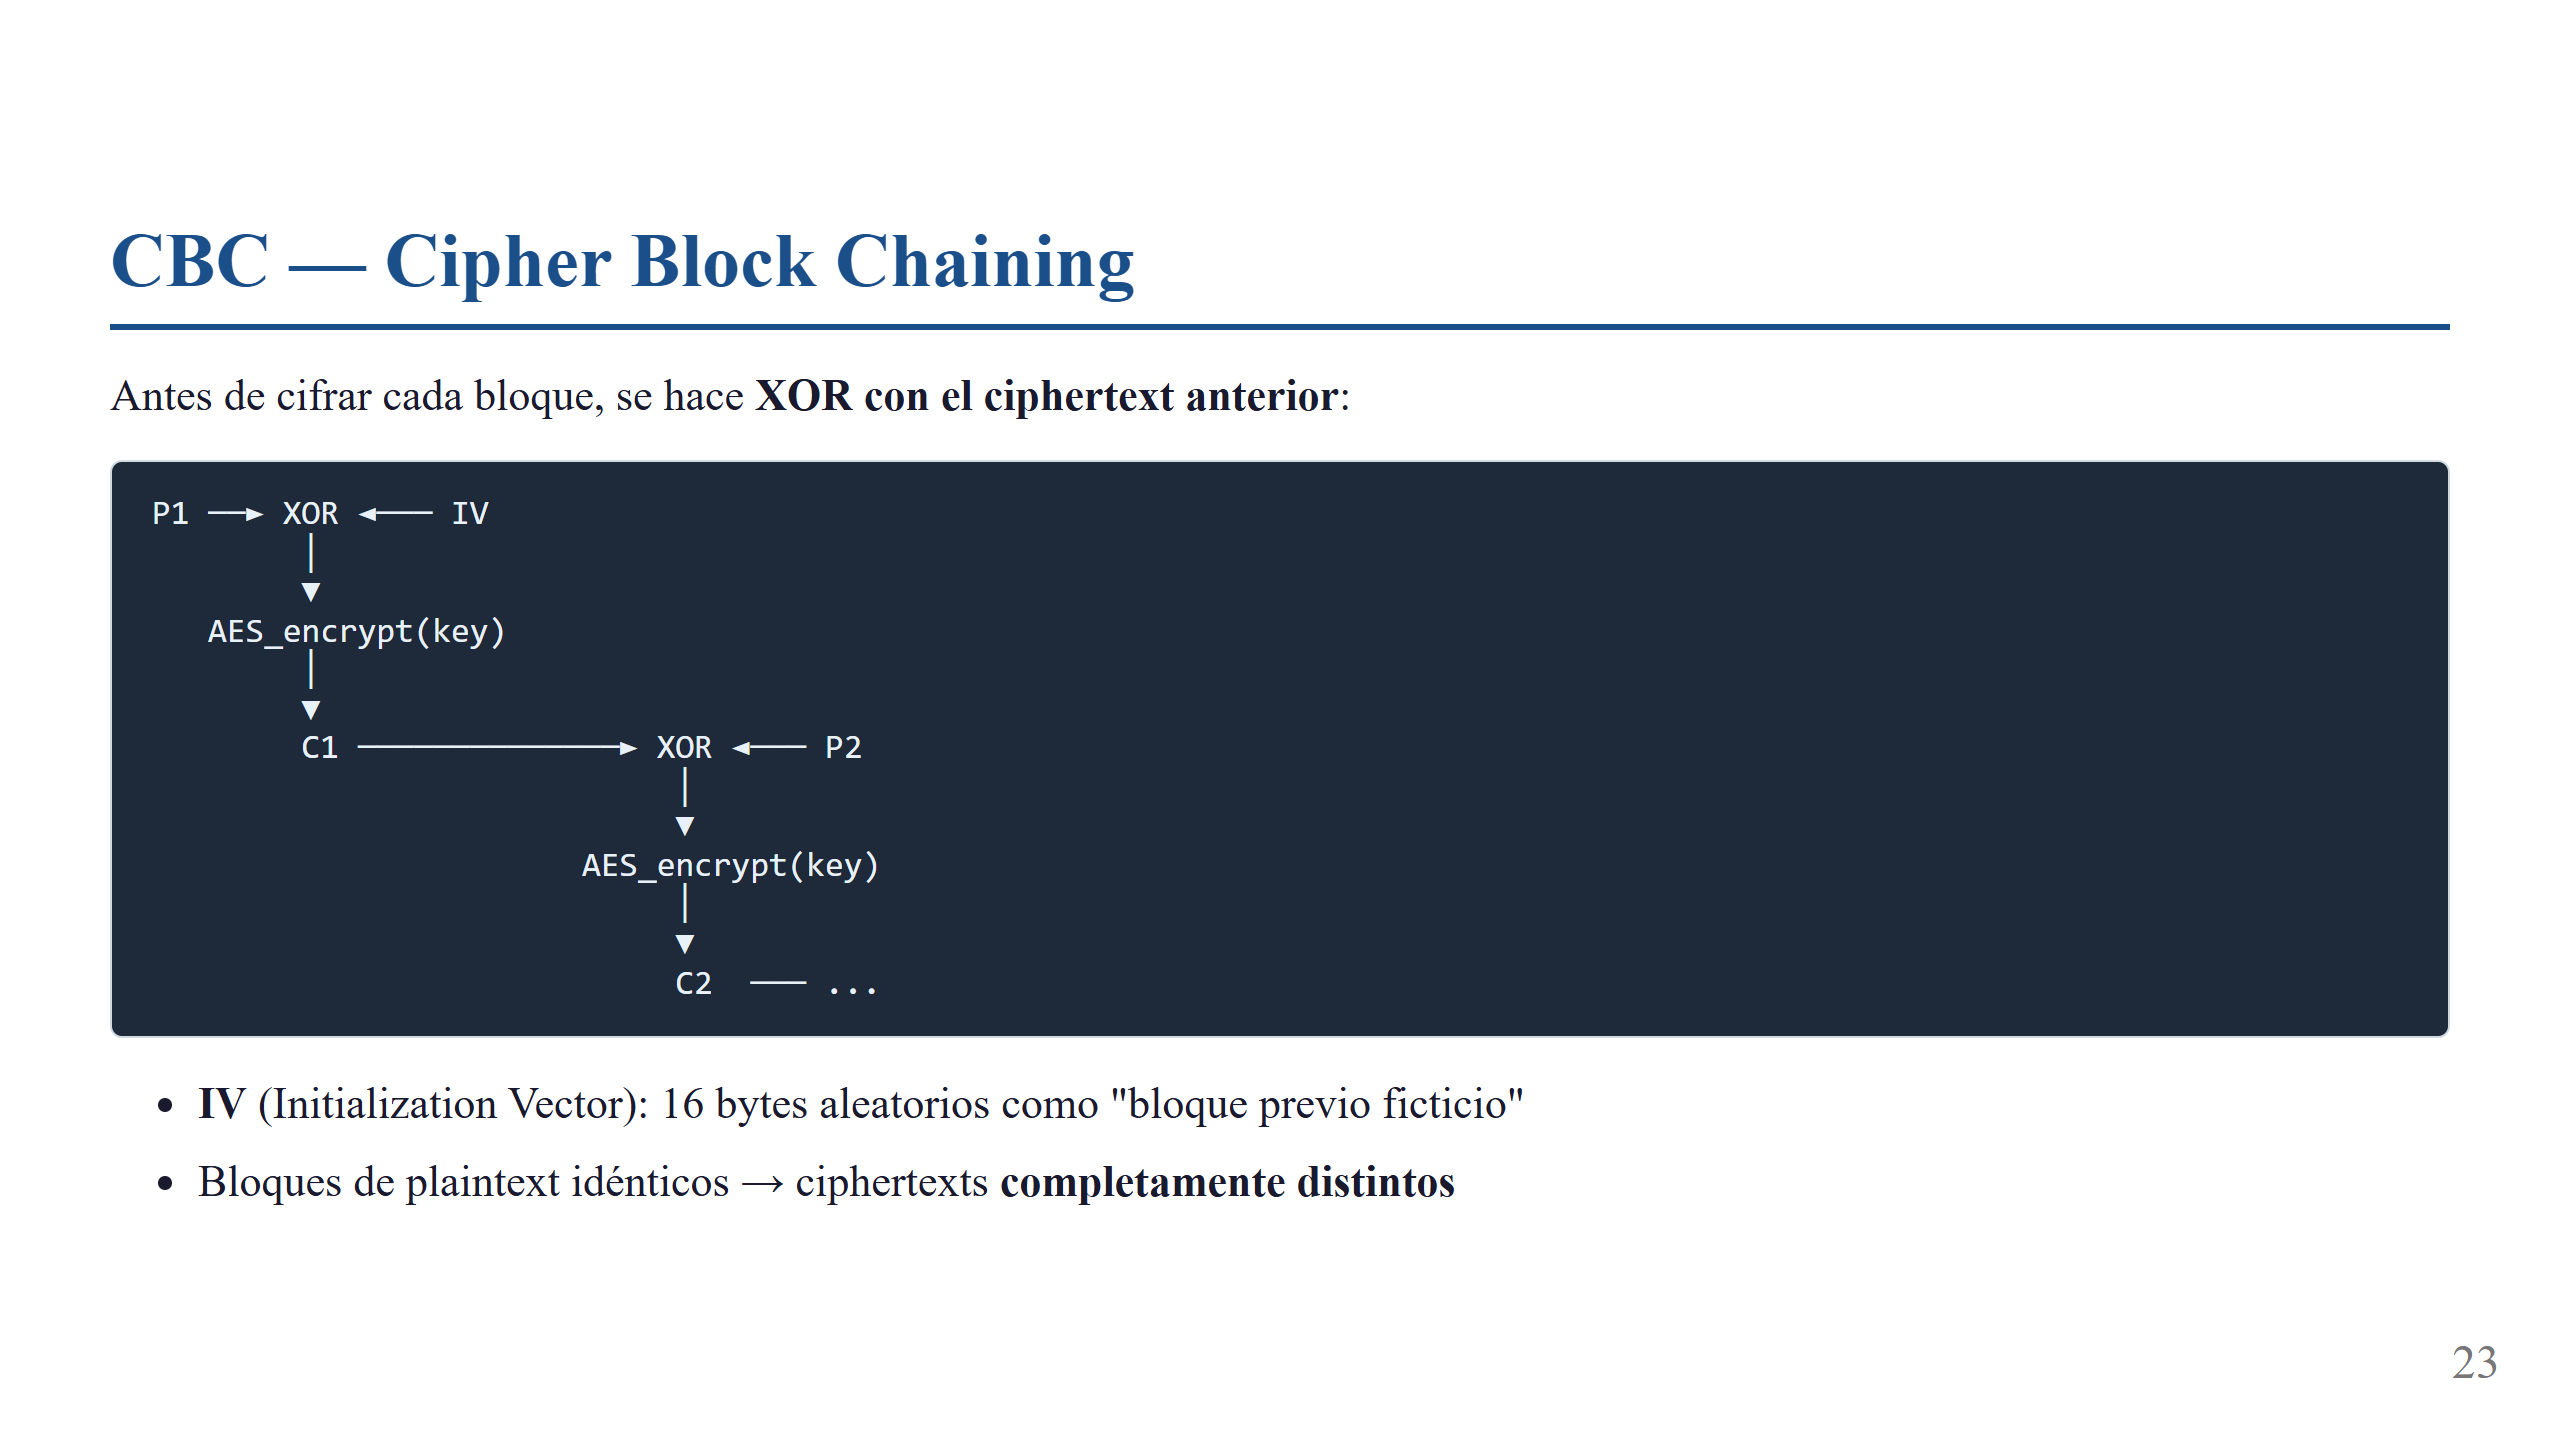 CBC — Cipher Block Chaining
Antes de cifrar cada bloque, se hace XOR con el ciphertext anterior:
P1 ──► XOR ◄─── IV
│
▼
AES_encrypt(key)
│
▼
C1 ──────────────► XOR ◄─── P2
│
▼
AES_encrypt(key)
│
▼
C2 ─── ...
• IV (Initialization Vector): 16 bytes aleatorios como "bloque previo ficticio"
• Bloques de plaintext idénticos → ciphertexts completamente distintos
23